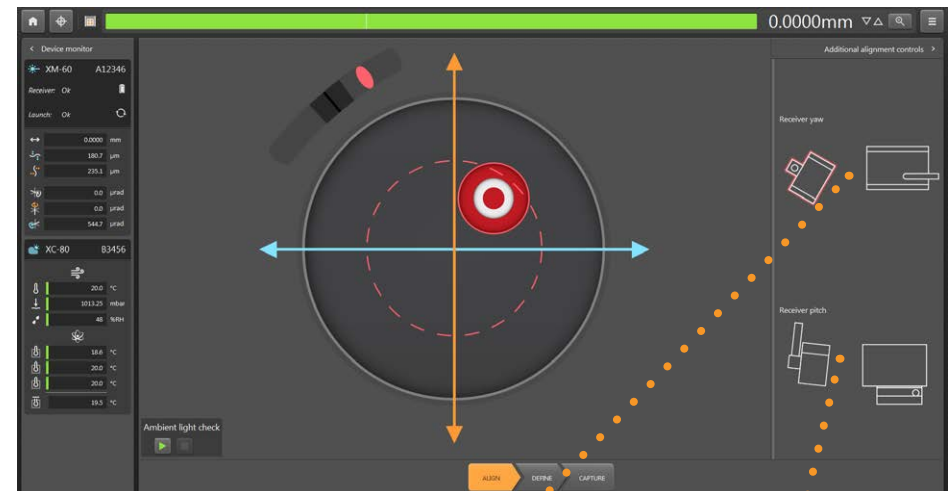 0.0000mm
Device monitor
Additional alignment controls
XM-60 A12346
Receiver: Ok
Launch: Ok
0.0000 mm
180.7 µm
235.1 µm
0.0 µrad
0.0 µrad
544.7 µrad
XC-80 B3456
20.0 °C
1013.25 mbar
48 %RH
18.6 °C
20.0 °C
20.0 °C
19.5 °C
Receiver yaw
Receiver pitch
Ambient light check
ALIGN DEFINE CAPTURE